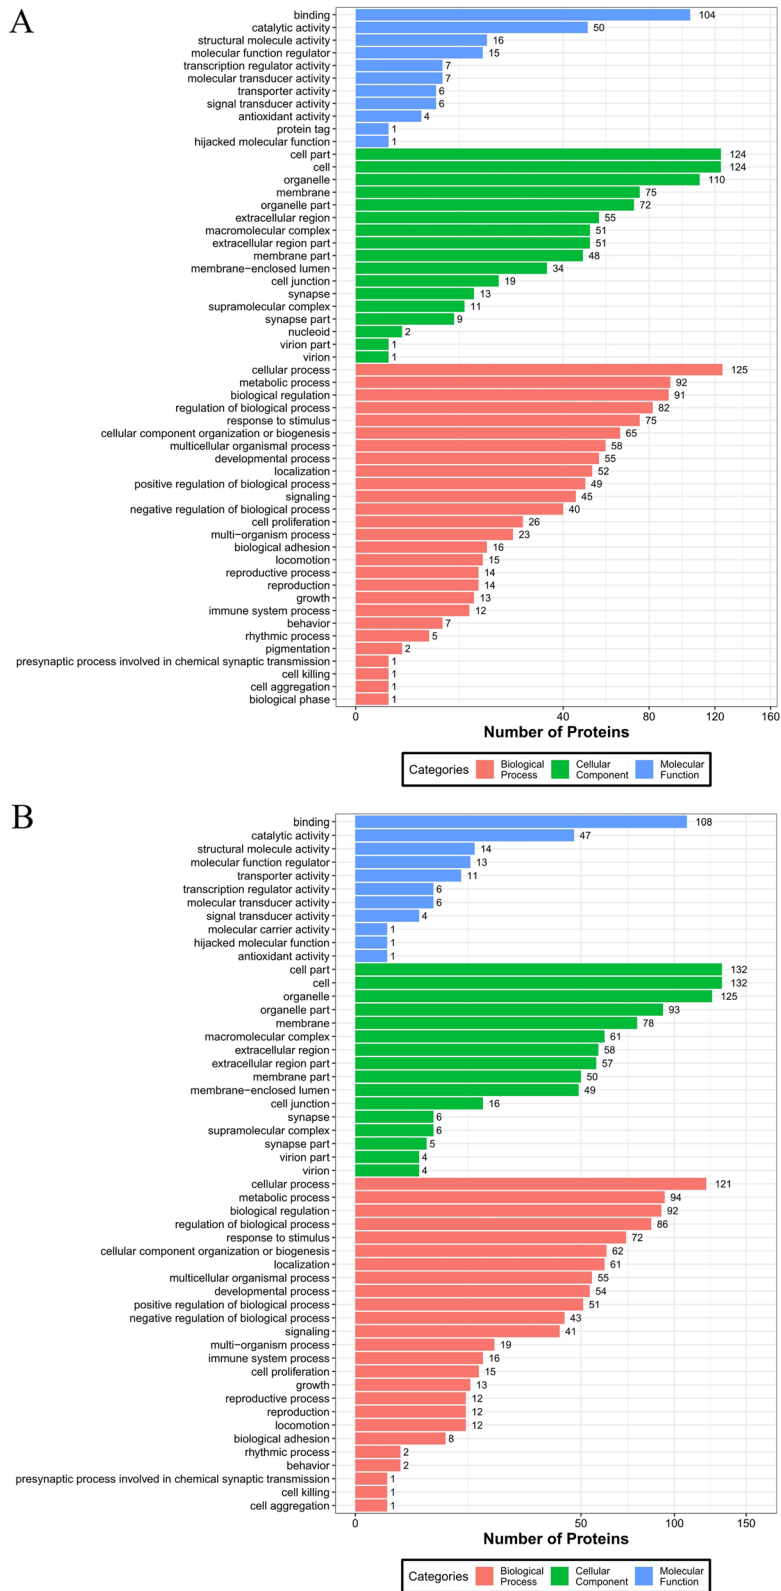 A
binding 104
catalytic activity 50
structural molecule activity 16
molecular function regulator 15
transcription regulator activity 7
molecular transducer activity 7
transporter activity 6
signal transducer activity 6
antioxidant activity 4
protein tag 1
hijacked molecular function 1
cell part 124
cell 124
organelle 110
membrane 75
organelle part 72
extracellular region 55
macromolecular complex 51
extracellular region part 51
membrane part 48
membrane−enclosed lumen 34
cell junction 19
synapse 13
supramolecular complex 11
synapse part 9
nucleoid 2
virion part 1
virion 1
cellular process 125
metabolic process 92
biological regulation 91
regulation of biological process 82
response to stimulus 75
cellular component organization or biogenesis 65
multicellular organismal process 58
developmental process 55
localization 52
positive regulation of biological process 49
signaling 45
negative regulation of biological process 40
cell proliferation 26
multi−organism process 23
biological adhesion 16
locomotion 15
reproductive process 14
reproduction 14
growth 13
immune system process 12
behavior 7
rhythmic process 5
pigmentation 2
presynaptic process involved in chemical synaptic transmission 1
cell killing 1
cell aggregation 1
biological phase 1
0 40 80 120 160
Number of Proteins
Categories Biological Process Cellular Component Molecular Function
B
binding 108
catalytic activity 47
structural molecule activity 14
molecular function regulator 13
transporter activity 11
transcription regulator activity 6
molecular transducer activity 6
signal transducer activity 4
molecular carrier activity 1
hijacked molecular function 1
antioxidant activity 1
cell part 132
cell 132
organelle 125
organelle part 93
membrane 78
macromolecular complex 61
extracellular region 58
extracellular region part 57
membrane part 50
membrane−enclosed lumen 49
cell junction 16
synapse 6
supramolecular complex 6
synapse part 5
virion part 4
virion 4
cellular process 121
metabolic process 94
biological regulation 92
regulation of biological process 86
response to stimulus 72
cellular component organization or biogenesis 62
localization 61
multicellular organismal process 55
developmental process 54
positive regulation of biological process 51
negative regulation of biological process 43
signaling 41
multi−organism process 19
immune system process 16
cell proliferation 15
growth 13
reproductive process 12
reproduction 12
locomotion 12
biological adhesion 8
rhythmic process 2
behavior 2
presynaptic process involved in chemical synaptic transmission 1
cell killing 1
cell aggregation 1
0 50 100 150
Number of Proteins
Categories Biological Process Cellular Component Molecular Function